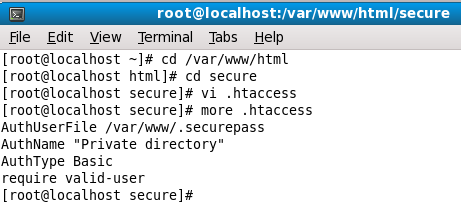 root@localhost:/var/www/html/secure
File Edit View Terminal Tabs Help
[root@localhost ~]# cd /var/www/html
[root@localhost html]# cd secure
[root@localhost secure]# vi .htaccess
[root@localhost secure]# more .htaccess
AuthUserFile /var/www/.securepass
AuthName "Private directory"
AuthType Basic
require valid-user
[root@localhost secure]#